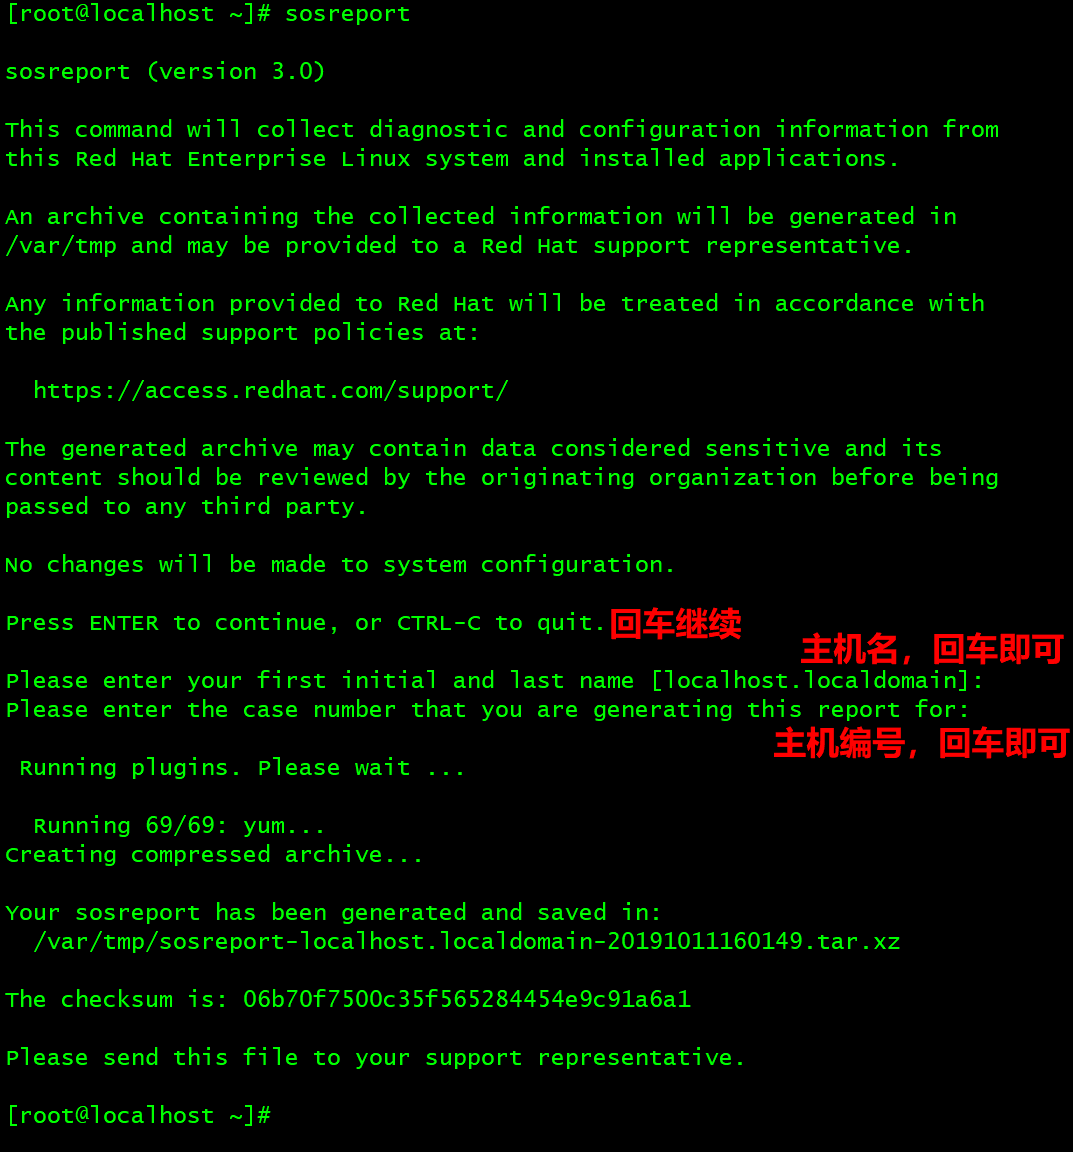 [root@localhost ~]# sosreport
sosreport (version 3.0)
This command will collect diagnostic and configuration information from
this Red Hat Enterprise Linux system and installed applications.
An archive containing the collected information will be generated in
/var/tmp and may be provided to a Red Hat support representative.
Any information provided to Red Hat will be treated in accordance with
the published support policies at:
https://access.redhat.com/support/
The generated archive may contain data considered sensitive and its
content should be reviewed by the originating organization before being
passed to any third party.
No changes will be made to system configuration.
Press ENTER to continue, or CTRL-C to quit. 回车继续
主机名，回车即可
Please enter your first initial and last name [localhost.localdomain]:
Please enter the case number that you are generating this report for:
主机编号，回车即可
Running plugins. Please wait ...
Running 69/69: yum...
Creating compressed archive...
Your sosreport has been generated and saved in:
/var/tmp/sosreport-localhost.localdomain-20191011160149.tar.xz
The checksum is: 06b70f7500c35f565284454e9c91a6a1
Please send this file to your support representative.
[root@localhost ~]#